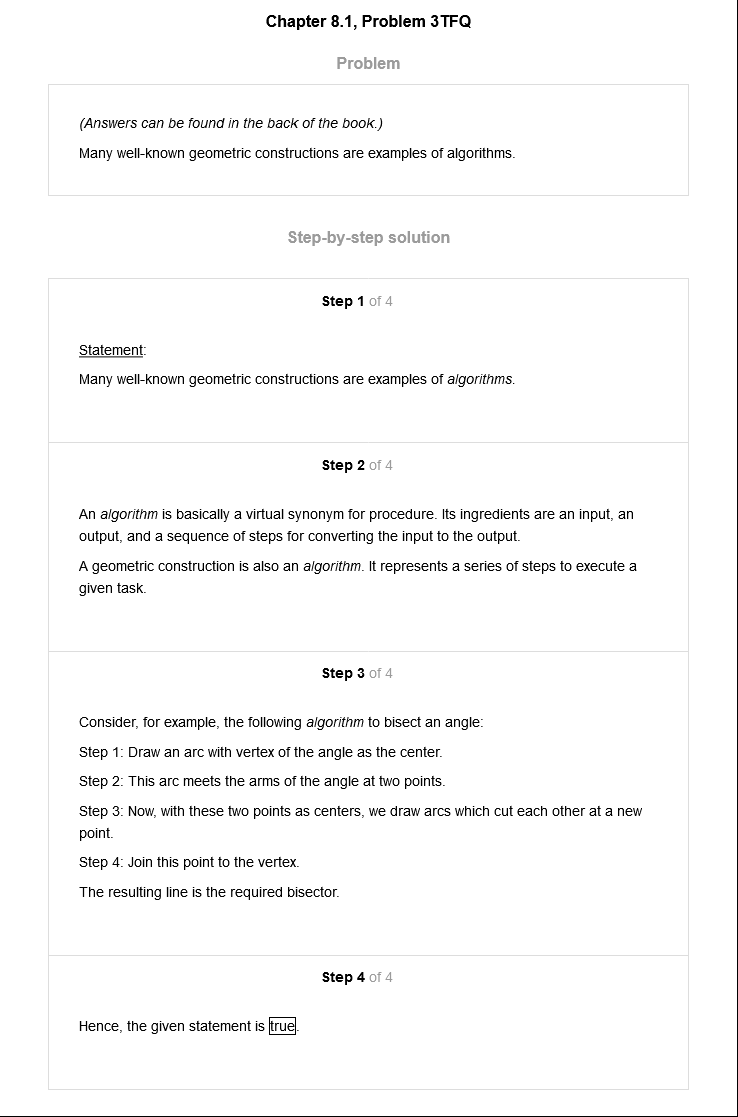 Chapter 8.1, Problem 3TFQ
Problem
(Answers can be found in the back of the book.)
Many well-known geometric constructions are examples of algorithms.
Step-by-step solution
Step 1 of 4
Statement:
Many well-known geometric constructions are examples of algorithms.
Step 2 of 4
An algorithm is basically a virtual synonym for procedure. Its ingredients are an input, an
output, and a sequence of steps for converting the input to the output.
A geometric construction is also an algorithm. It represents a series of steps to execute a
given task.
Step 3 of 4
Consider, for example, the following algorithm to bisect an angle:
Step 1: Draw an arc with vertex of the angle as the center.
Step 2: This arc meets the arms of the angle at two points.
Step 3: Now, with these two points as centers, we draw arcs which cut each other at a new
point.
Step 4: Join this point to the vertex.
The resulting line is the required bisector.
Step 4 of 4
Hence, the given statement is true.